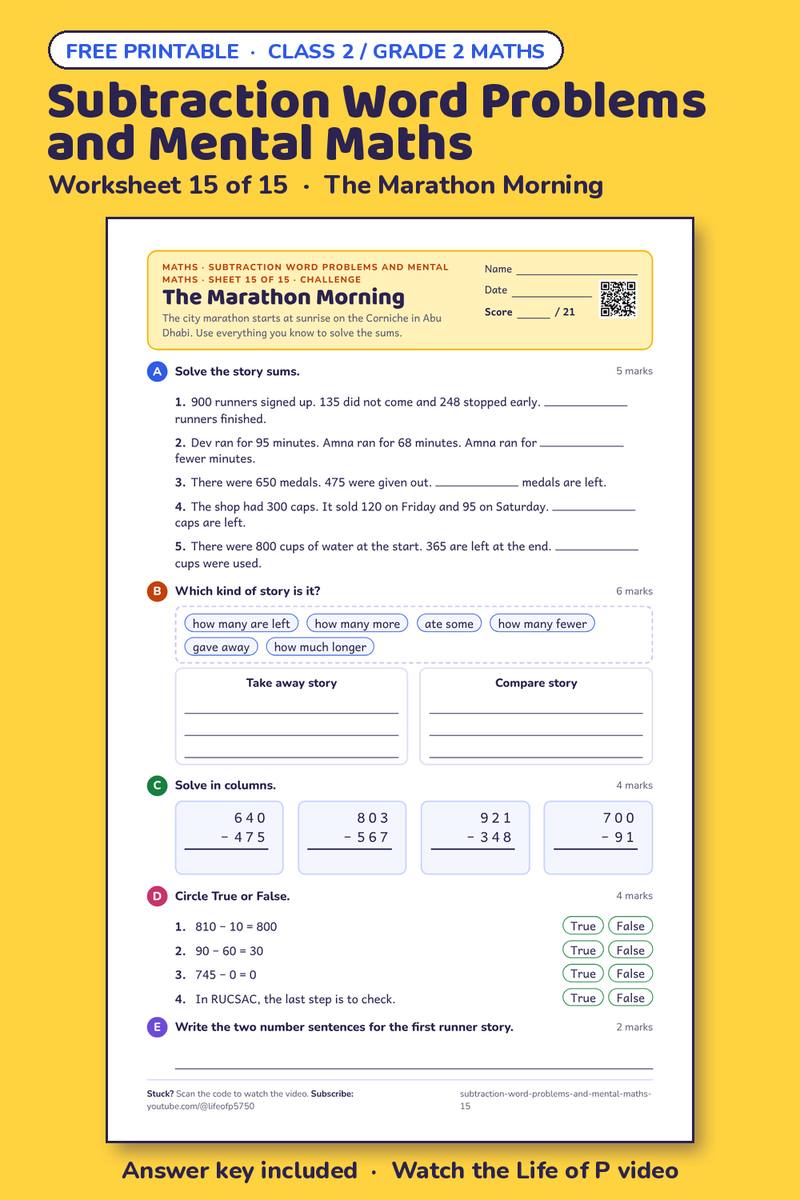 FREE PRINTABLE · CLASS 2 / GRADE 2 MATHS
Subtraction Word Problems
and Mental Maths
Worksheet 15 of 15 · The Marathon Morning
MATHS · SUBTRACTION WORD PROBLEMS AND MENTAL
MATHS · SHEET 15 OF 15 · CHALLENGE
The Marathon Morning
The city marathon starts at sunrise on the Corniche in Abu
Dhabi. Use everything you know to solve the sums.
Name ____
Date ____
Score ____ / 21
A Solve the story sums. 5 marks
1. 900 runners signed up. 135 did not come and 248 stopped early. ____
runners finished.
2. Dev ran for 95 minutes. Amna ran for 68 minutes. Amna ran for ____
fewer minutes.
3. There were 650 medals. 475 were given out. ____ medals are left.
4. The shop had 300 caps. It sold 120 on Friday and 95 on Saturday. ____
caps are left.
5. There were 800 cups of water at the start. 365 are left at the end. ____
cups were used.
B Which kind of story is it? 6 marks
how many are left how many more ate some how many fewer
gave away how much longer
Take away story Compare story
C Solve in columns. 4 marks
640 803 921 700
− 475 − 567 − 348 − 91
D Circle True or False. 4 marks
1. 810 − 10 = 800 True False
2. 90 − 60 = 30 True False
3. 745 − 0 = 0 True False
4. In RUCSAC, the last step is to check. True False
E Write the two number sentences for the first runner story. 2 marks
Stuck? Scan the code to watch the video. Subscribe:
youtube.com/@lifeofp5750
subtraction-word-problems-and-mental-maths-
15
Answer key included · Watch the Life of P video